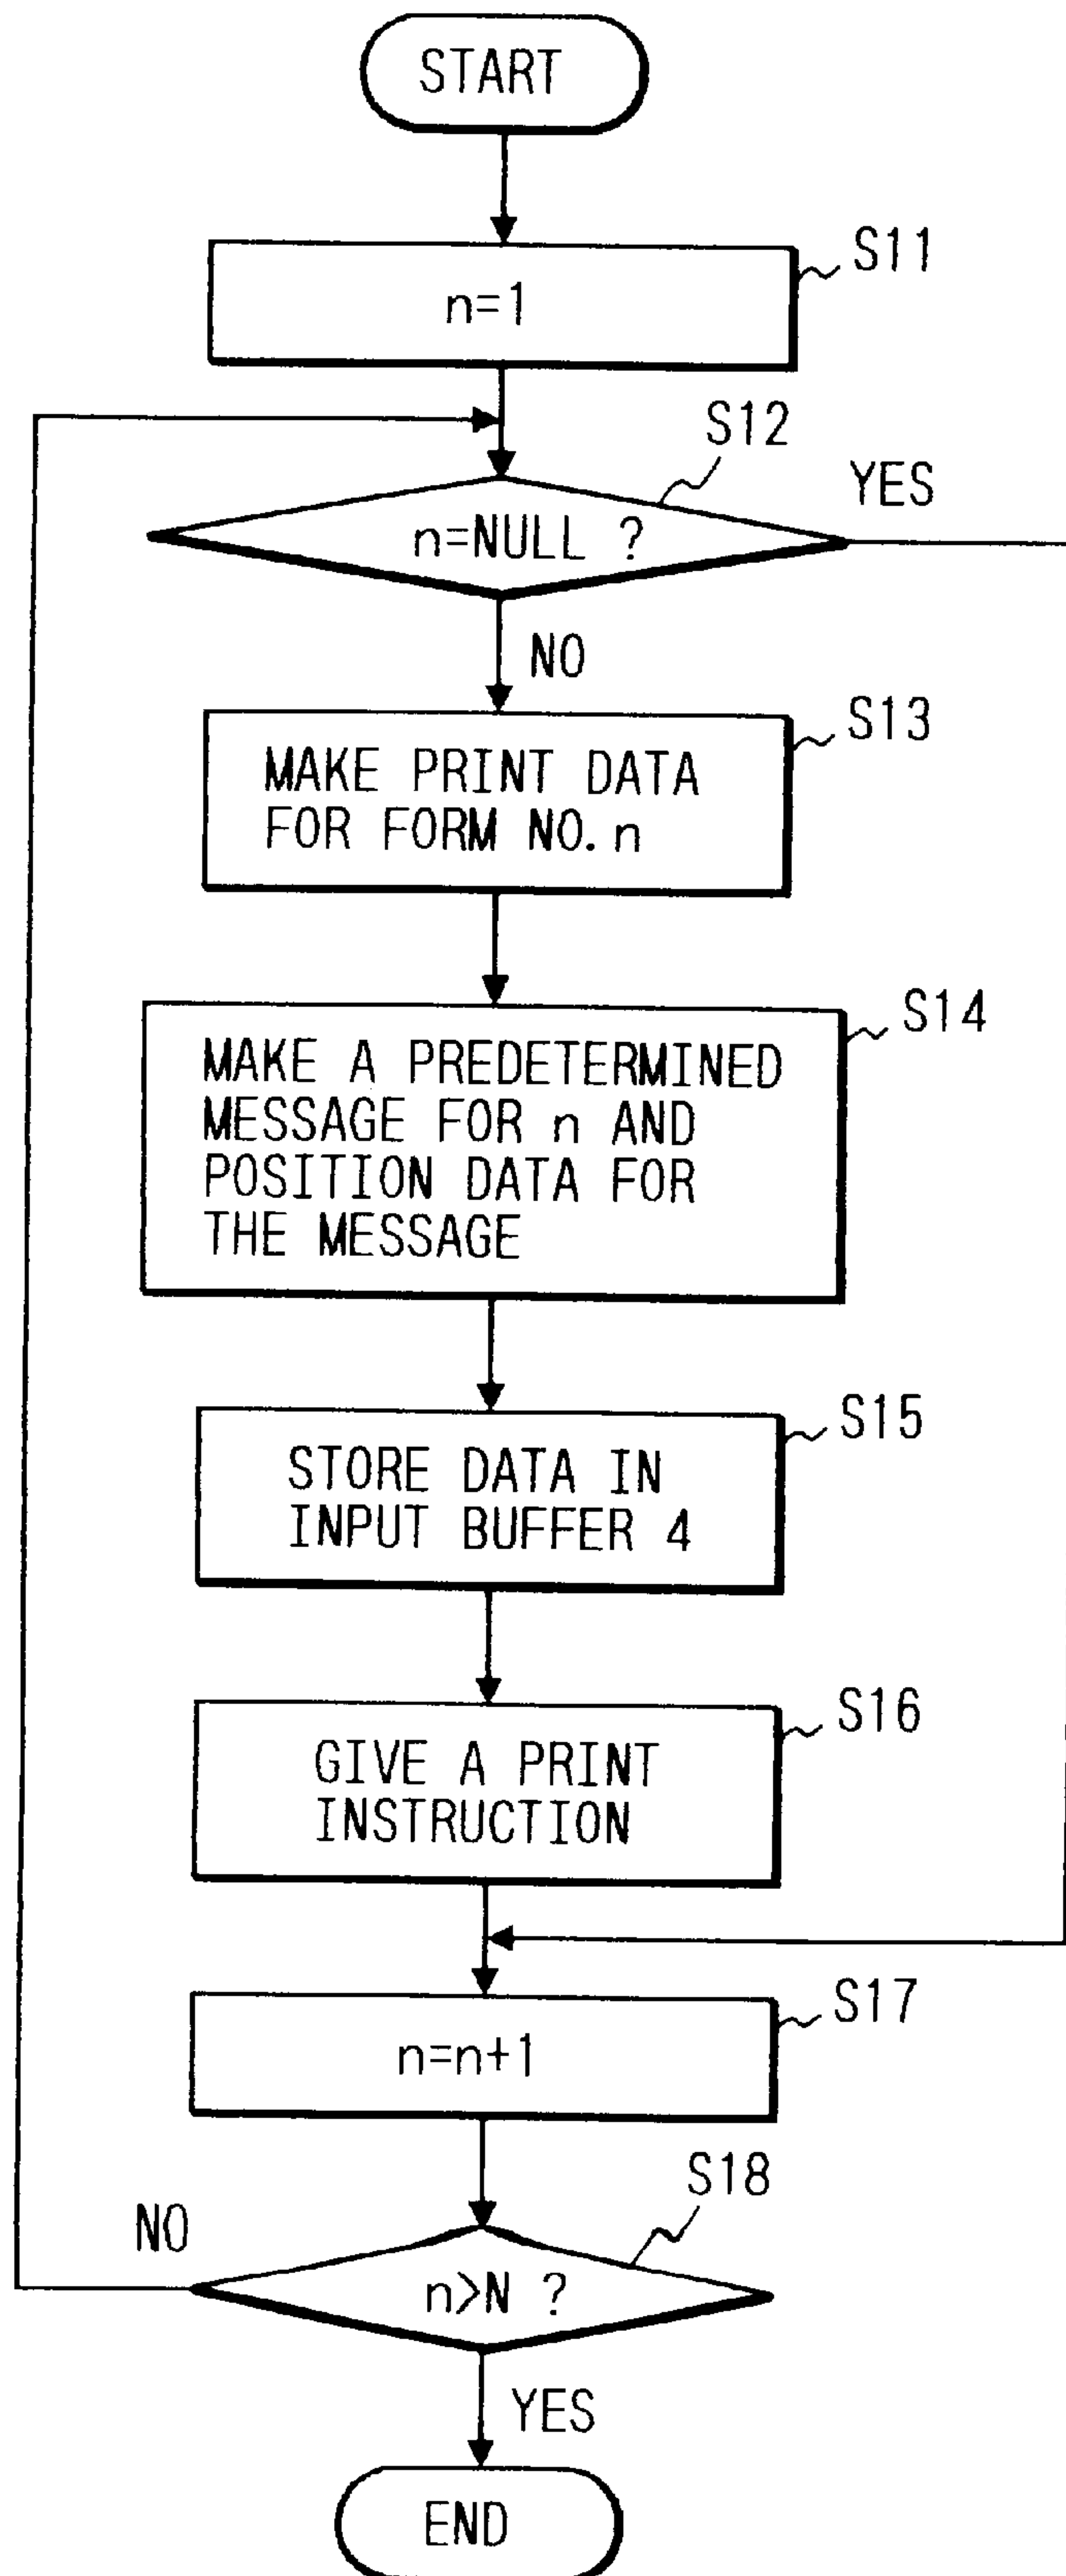 START
S11
n=1
S12
YES
n=NULL ?
NO
S13
MAKE PRINT DATA
FOR FORM NO. n
S14
MAKE A PREDETERMINED
MESSAGE FOR n AND
POSITION DATA FOR
THE MESSAGE
S15
STORE DATA IN
INPUT BUFFER 4
S16
GIVE A PRINT
INSTRUCTION
S17
n=n+1
S18
NO
n>N ?
YES
END